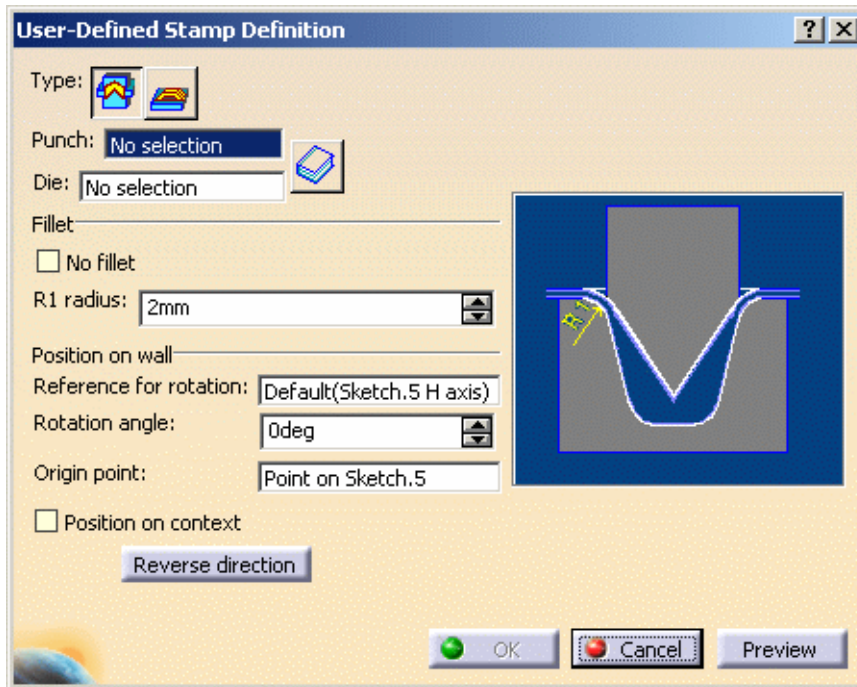 User-Defined Stamp Definition
Type:
Punch: No selection
Die: No selection
Fillet
No fillet
R1 radius: 2mm
R1
Position on wall
Reference for rotation: Default(Sketch.5 H axis)
Rotation angle: 0deg
Origin point: Point on Sketch.5
Position on context
Reverse direction
OK Cancel Preview